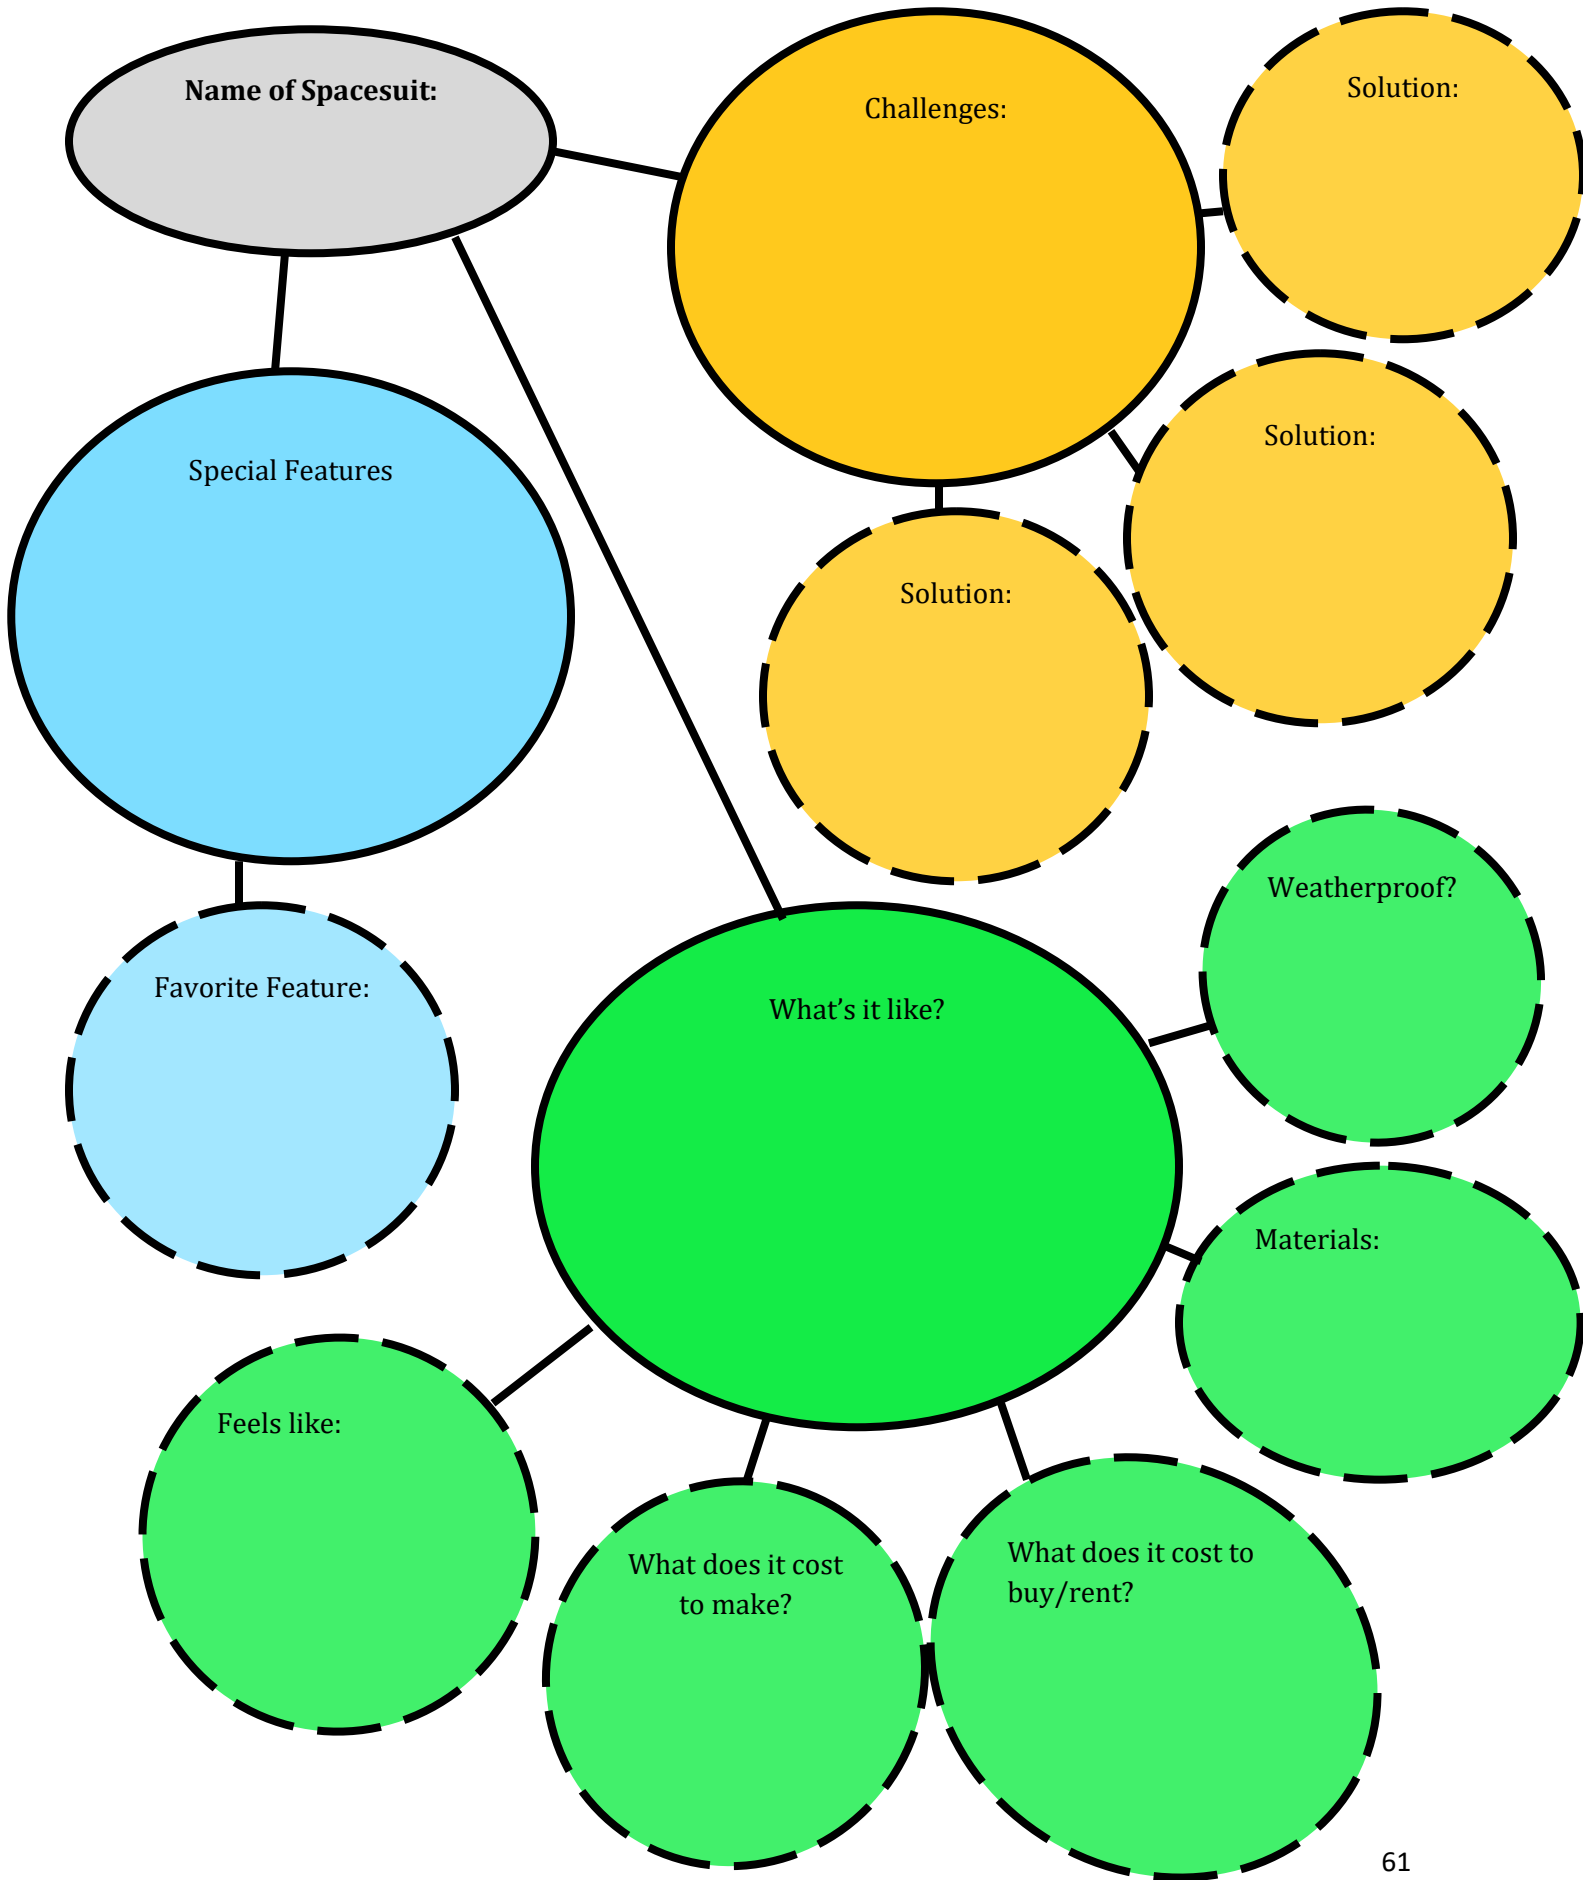 Name of Spacesuit:
Challenges:
Solution:
Solution:
Solution:
Special Features
Favorite Feature:
What’s it like?
Weatherproof?
Materials:
Feels like:
What does it cost
to make?
What does it cost to
buy/rent?
61